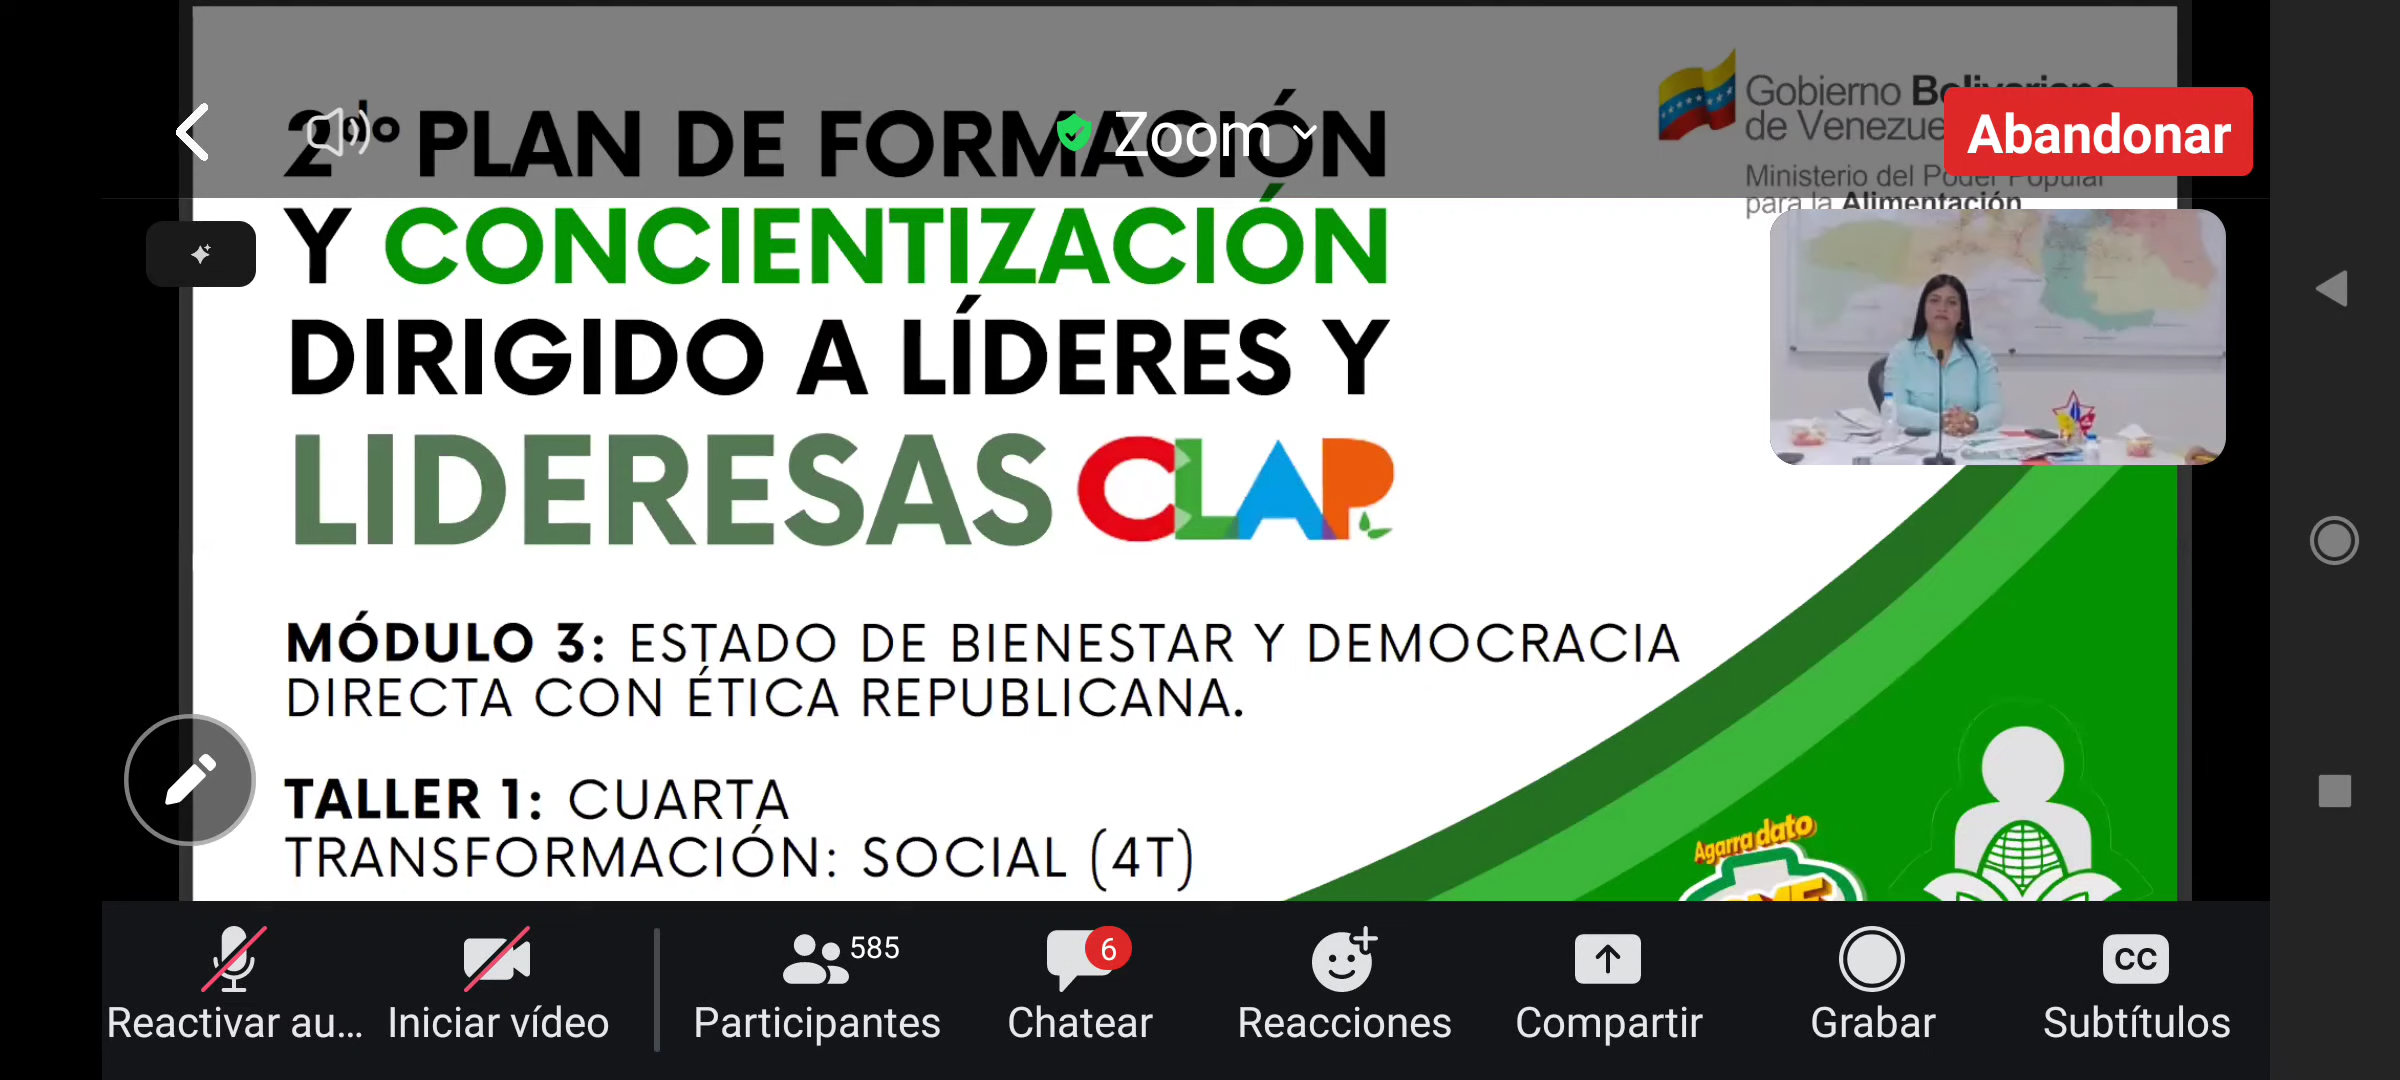 2do PLAN DE FORMACIÓN
Y CONCIENTIZACIÓN
DIRIGIDO A LÍDERES Y
LIDERESAS CLAP
MÓDULO 3: ESTADO DE BIENESTAR Y DEMOCRACIA
DIRECTA CON ÉTICA REPUBLICANA.
TALLER 1: CUARTA
TRANSFORMACIÓN: SOCIAL (4T)
Zoom
Gobierno Bolivariano
de Venezue
Ministerio del Poder Popular
para la Alimentación
Abandonar
Agarra dato
Reactivar au...
Iniciar vídeo
585
Participantes
6
Chatear
Reacciones
Compartir
Grabar
CC
Subtítulos